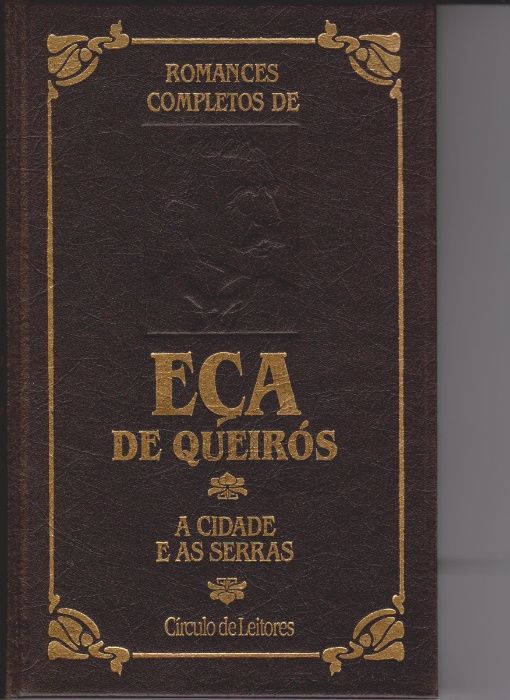 ROMANCES
COMPLETOS DE
EÇA
DE QUEIRÓS
A CIDADE
E AS SERRAS
Círculo de Leitores